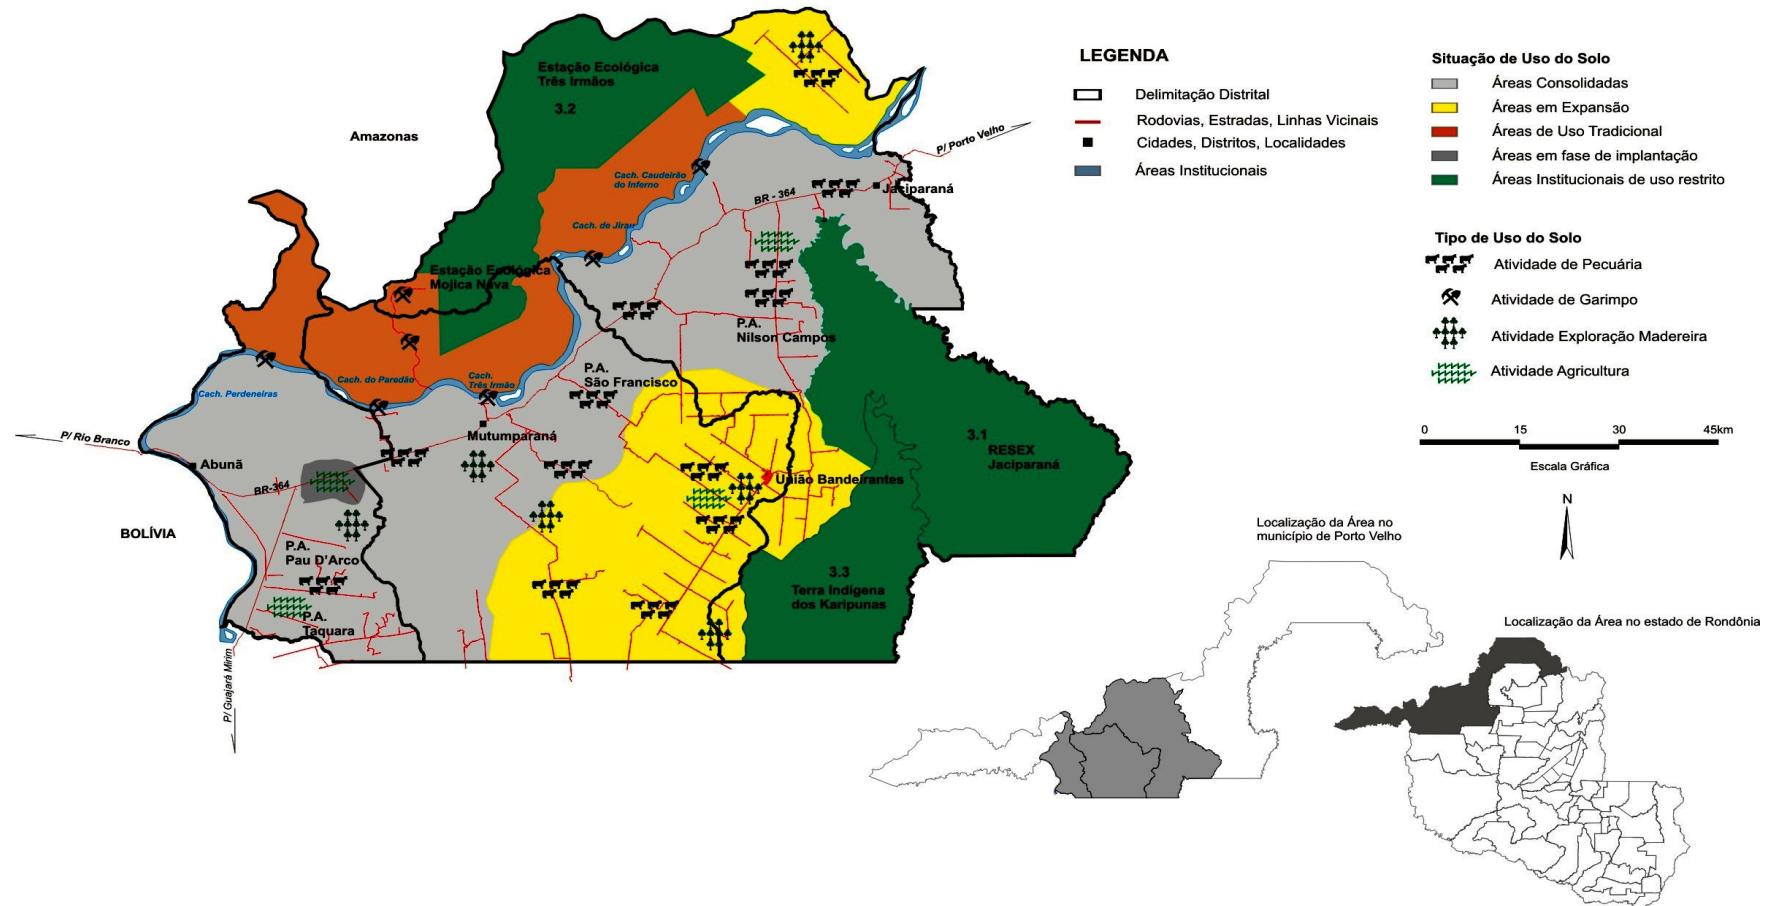 Estação Ecológica
Três Irmãos
3.2
Amazonas
Cach. Caudeirão
do Inferno
P/ Porto Velho
BR - 364
Jaciparaná
Cach. de Jirau
Estação Ecológica
Mojica Nava
P.A.
Nilson Campos
P.A.
São Francisco
Cach.
Três Irmão
Cach. do Paredão
Cach. Perdeneiras
P/ Rio Branco
Abunã
Mutumparaná
BR-364
3.1
RESEX
Jaciparaná
União Bandeirantes
BOLÍVIA
P.A.
Pau D'Arco
P.A.
Taquara
3.3
Terra Indígena
dos Karipunas
P/ Guajará Mirim
LEGENDA
Delimitação Distrital
Rodovias, Estradas, Linhas Vicinais
Cidades, Distritos, Localidades
Áreas Institucionais
Situação de Uso do Solo
Áreas Consolidadas
Áreas em Expansão
Áreas de Uso Tradicional
Áreas em fase de implantação
Áreas Institucionais de uso restrito
Tipo de Uso do Solo
Atividade de Pecuária
Atividade de Garimpo
Atividade Exploração Madereira
Atividade Agricultura
0 15 30 45km
Escala Gráfica
N
Localização da Área no
município de Porto Velho
Localização da Área no estado de Rondônia